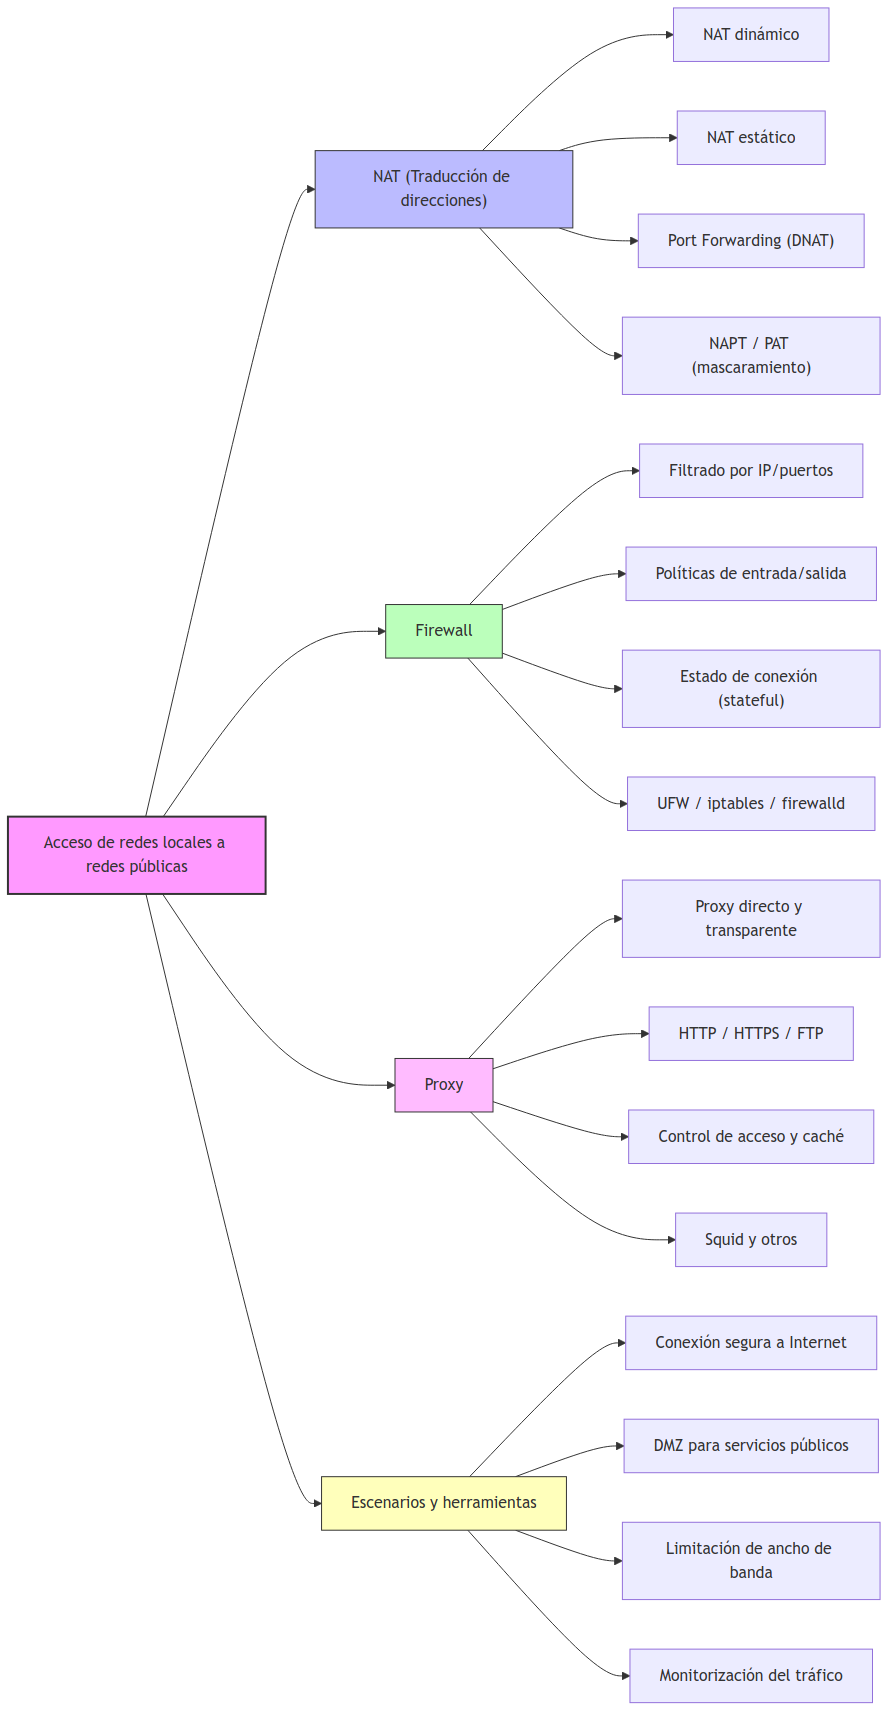 NAT dinámico
NAT estático
NAT (Traducción de
direcciones)
Port Forwarding (DNAT)
NAPT / PAT
(mascaramiento)
Filtrado por IP/puertos
Políticas de entrada/salida
Firewall
Estado de conexión
(stateful)
UFW / iptables / firewalld
Acceso de redes locales a
redes públicas
Proxy directo y
transparente
HTTP / HTTPS / FTP
Proxy
Control de acceso y caché
Squid y otros
Conexión segura a Internet
DMZ para servicios públicos
Escenarios y herramientas
Limitación de ancho de
banda
Monitorización del tráfico